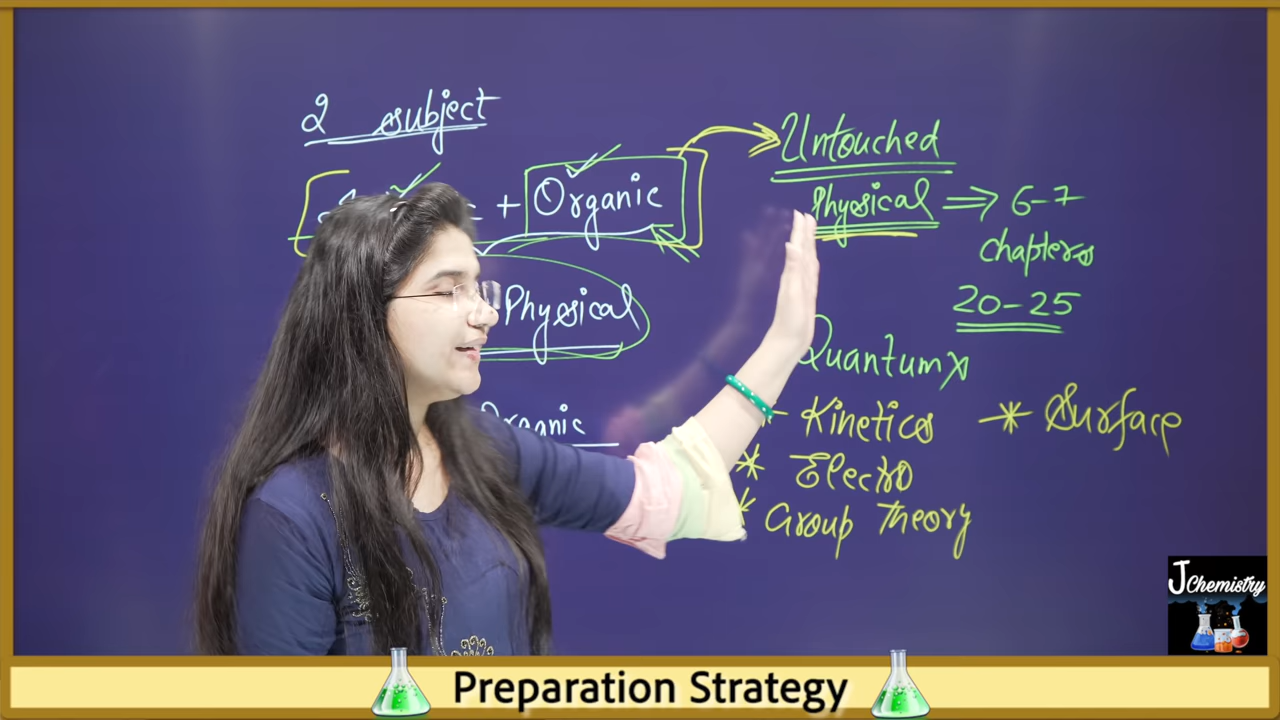 2 subject
+ Organic
Physical
Organic
Untouched
Physical ⇒ 6-7
chapters
20-25
Quantum x
Kinetics * Surface
* Electro
* Group Theory
J Chemistry
Preparation Strategy